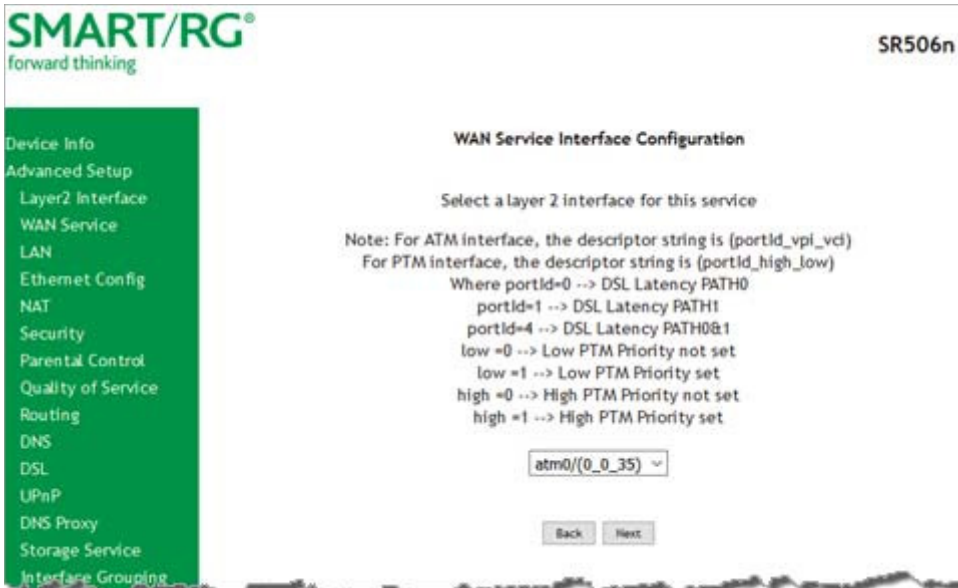 SMART/RG®
forward thinking
SR506n
Device Info
Advanced Setup
Layer2 Interface
WAN Service
LAN
Ethernet Config
NAT
Security
Parental Control
Quality of Service
Routing
DNS
DSL
UPnP
DNS Proxy
Storage Service
Interface Grouping
WAN Service Interface Configuration
Select a layer 2 interface for this service
Note: For ATM interface, the descriptor string is (portId_vpi_vci)
For PTM interface, the descriptor string is (portId_high_low)
Where portId=0 --> DSL Latency PATH0
portId=1 --> DSL Latency PATH1
portId=4 --> DSL Latency PATH0&1
low =0 --> Low PTM Priority not set
low =1 --> Low PTM Priority set
high =0 --> High PTM Priority not set
high =1 --> High PTM Priority set
atm0/(0_0_35)
Back Next